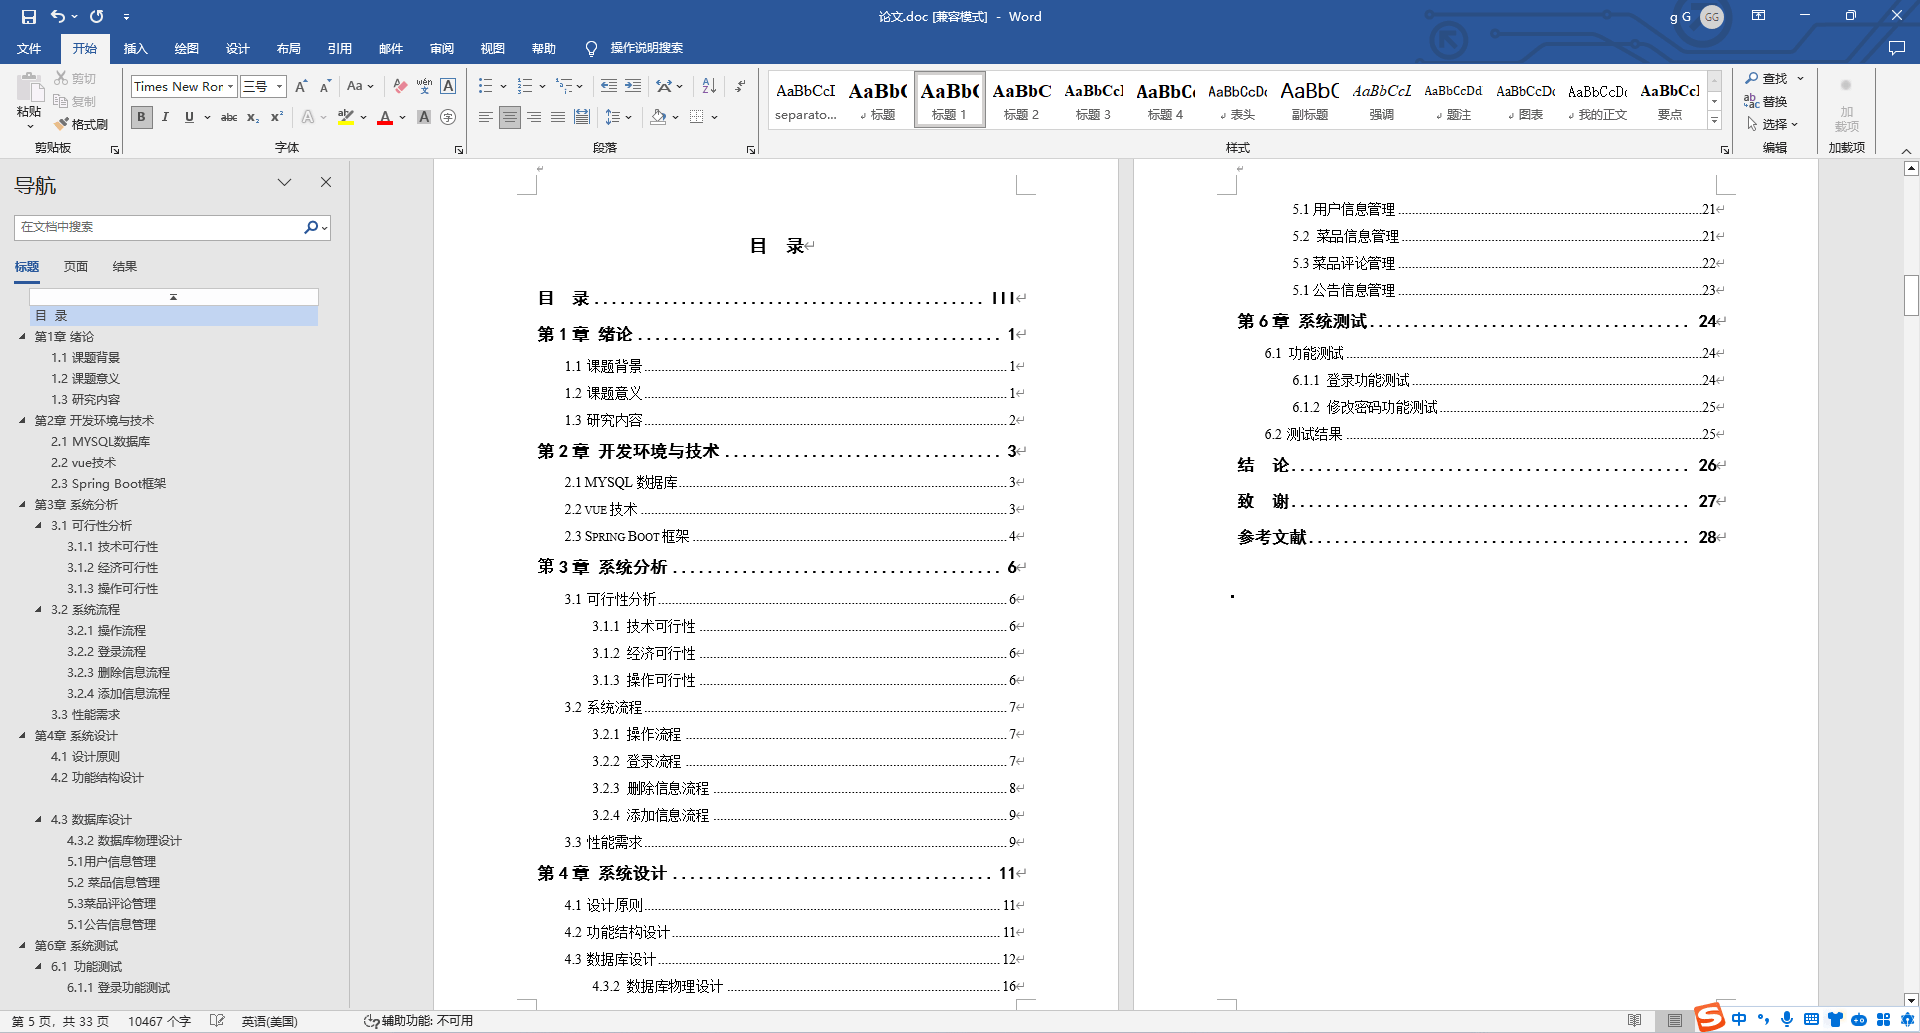 论文.doc [兼容模式] - Word
g G
GG
文件 开始 插入 绘图 设计 布局 引用 邮件 审阅 视图 帮助 操作说明搜索
粘贴
剪切
复制
格式刷
剪贴板
Times New Ror 三号
字体
段落
AaBbCcI separato...
AaBb( 标题
AaBb( 标题 1
AaBbC 标题 2
AaBbCcI 标题 3
AaBbC( 标题 4
AaBbCcDc 表头
AaBbC 副标题
AaBbCcL 强调
AaBbCcDd 题注
AaBbCcDc 图表
AaBbCcDc 我的正文
AaBbCcI 要点
样式
查找
替换
选择
编辑
加载项
加载项
导航
在文档中搜索
标题 页面 结果
目 录
第1章 绪论
1.1 课题背景
1.2 课题意义
1.3 研究内容
第2章 开发环境与技术
2.1 MYSQL数据库
2.2 vue技术
2.3 Spring Boot框架
第3章 系统分析
3.1 可行性分析
3.1.1 技术可行性
3.1.2 经济可行性
3.1.3 操作可行性
3.2 系统流程
3.2.1 操作流程
3.2.2 登录流程
3.2.3 删除信息流程
3.2.4 添加信息流程
3.3 性能需求
第4章 系统设计
4.1 设计原则
4.2 功能结构设计
4.3 数据库设计
4.3.2 数据库物理设计
5.1用户信息管理
5.2 菜品信息管理
5.3菜品评论管理
5.1公告信息管理
第6章 系统测试
6.1 功能测试
6.1.1 登录功能测试
目 录
目 录 III
第 1 章 绪论 1
1.1 课题背景 1
1.2 课题意义 1
1.3 研究内容 2
第 2 章 开发环境与技术 3
2.1 MYSQL 数据库 3
2.2 VUE 技术 3
2.3 SPRING BOOT 框架 4
第 3 章 系统分析 6
3.1 可行性分析 6
3.1.1 技术可行性 6
3.1.2 经济可行性 6
3.1.3 操作可行性 6
3.2 系统流程 7
3.2.1 操作流程 7
3.2.2 登录流程 7
3.2.3 删除信息流程 8
3.2.4 添加信息流程 9
3.3 性能需求 9
第 4 章 系统设计 11
4.1 设计原则 11
4.2 功能结构设计 11
4.3 数据库设计 12
4.3.2 数据库物理设计 16
5.1 用户信息管理 21
5.2 菜品信息管理 21
5.3 菜品评论管理 22
5.1 公告信息管理 23
第 6 章 系统测试 24
6.1 功能测试 24
6.1.1 登录功能测试 24
6.1.2 修改密码功能测试 25
6.2 测试结果 25
结 论 26
致 谢 27
参考文献 28
第 5 页，共 33 页 10467 个字 英语(美国) 辅助功能: 不可用
中